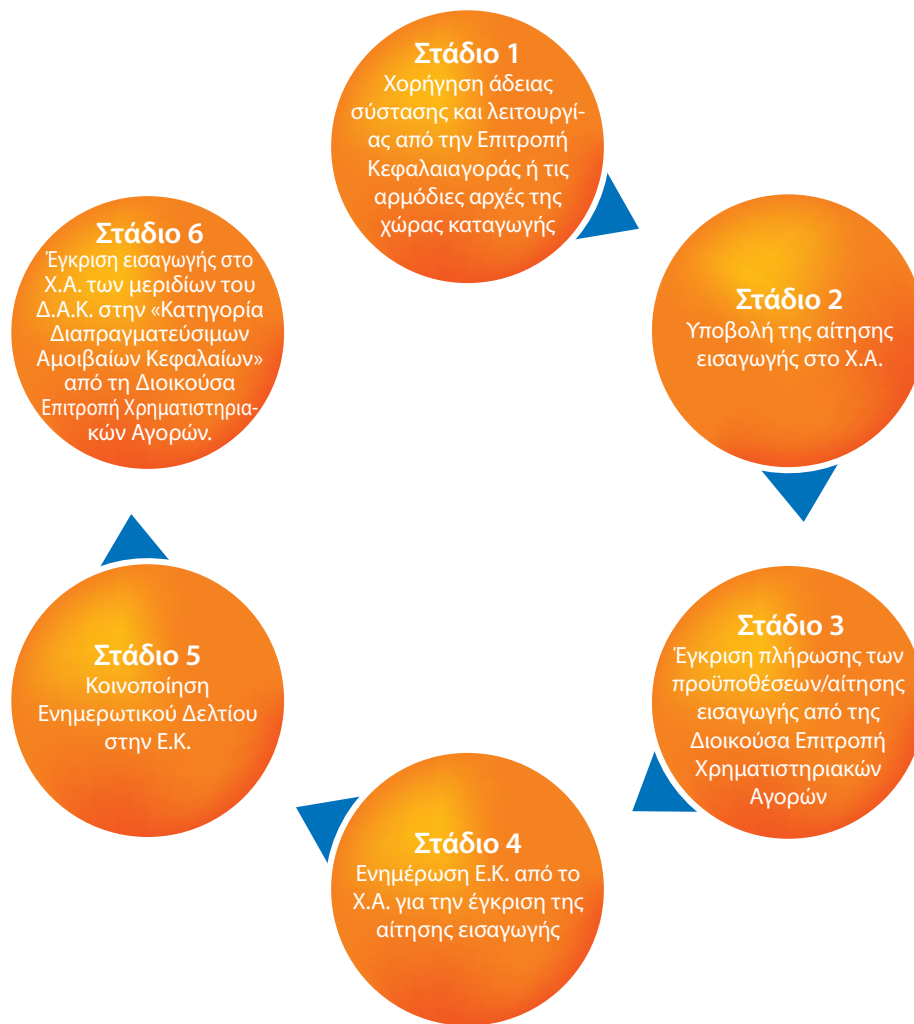 Στάδιο 1
Χορήγηση άδειας
σύστασης και λειτουργί-
ας από την Επιτροπή
Κεφαλαιαγοράς ή τις
αρμόδιες αρχές της
χώρας καταγωγής
Στάδιο 2
Υποβολή της αίτησης
εισαγωγής στο Χ.Α.
Στάδιο 3
Έγκριση πλήρωσης των
προϋποθέσεων/αίτησης
εισαγωγής από της
Διοικούσα Επιτροπή
Χρηματιστηριακών
Αγορών
Στάδιο 4
Ενημέρωση Ε.Κ. από το
Χ.Α. για την έγκριση της
αίτησης εισαγωγής
Στάδιο 5
Κοινοποίηση
Ενημερωτικού Δελτίου
στην Ε.Κ.
Στάδιο 6
Έγκριση εισαγωγής στο
Χ.Α. των μεριδίων του
Δ.Α.Κ. στην «Κατηγορία
Διαπραγματεύσιμων
Αμοιβαίων Κεφαλαίων»
από τη Διοικούσα
Επιτροπή Χρηματιστηρια-
κών Αγορών.